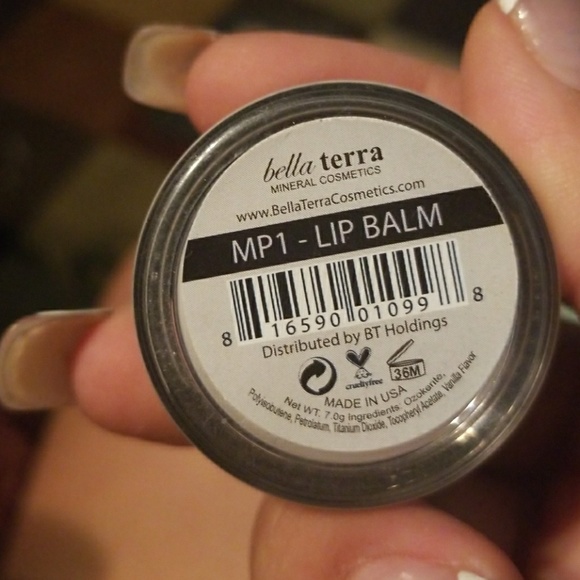 bella terra
MINERAL COSMETICS
www.BellaTerraCosmetics.com
MP1 - LIP BALM
8 16590 01099 8
Distributed by BT Holdings
crueltyfree
36M
MADE IN USA
Net WT. 7.0g Ingredients: Ozokerite,
Polyisobutene, Petrolatum, Titanium Dioxide, Tocopheryl Acetate, Vanilla Flavor